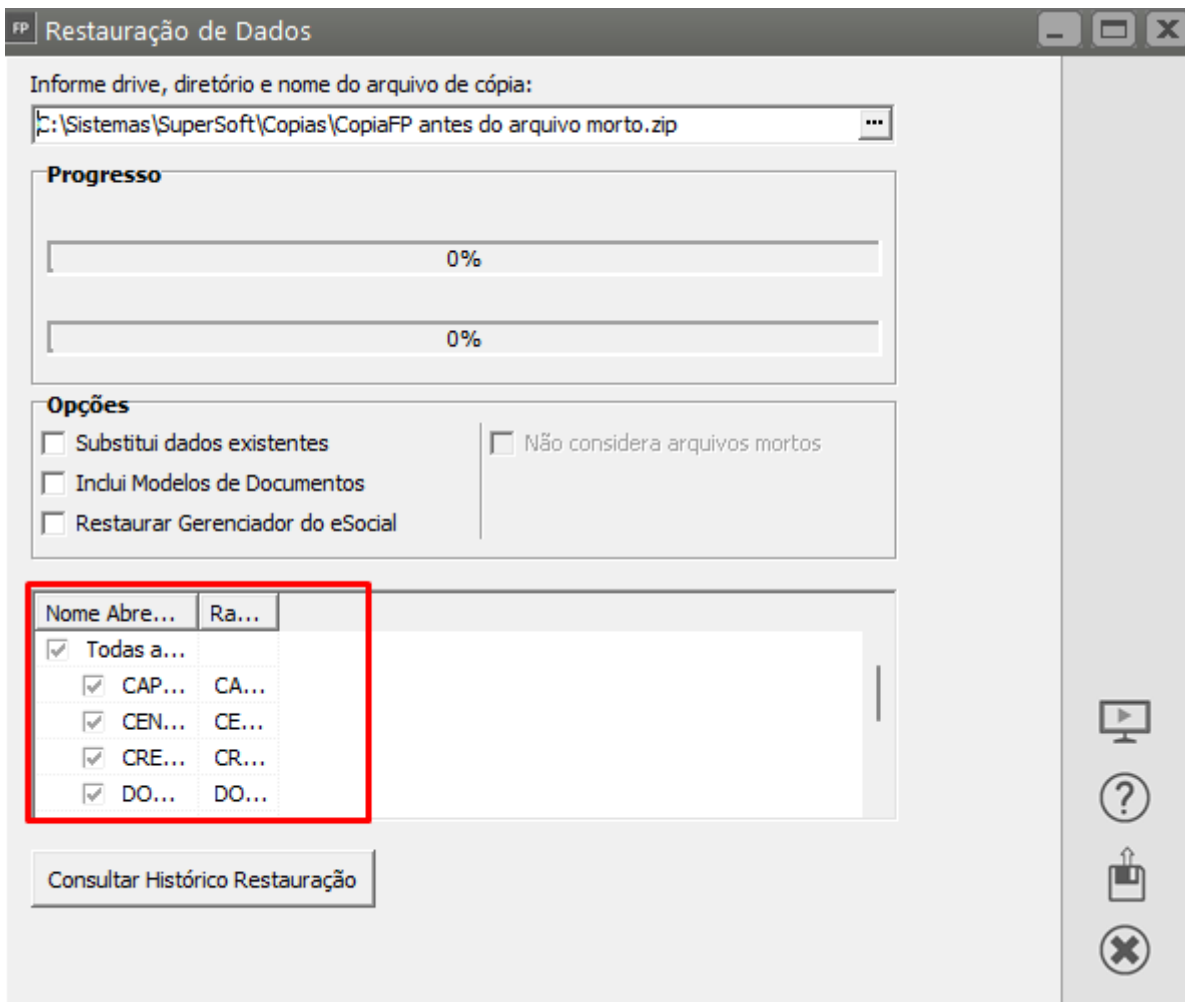 FP Restauração de Dados
Informe drive, diretório e nome do arquivo de cópia:
C:\Sistemas\SuperSoft\Copias\CopiaFP antes do arquivo morto.zip ...
Progresso
0%
0%
Opções
Substitui dados existentes
Não considera arquivos mortos
Inclui Modelos de Documentos
Restaurar Gerenciador do eSocial
Nome Abre... Ra...
Todas a...
CAP... CA...
CEN... CE...
CRE... CR...
DO... DO...
Consultar Histórico Restauração